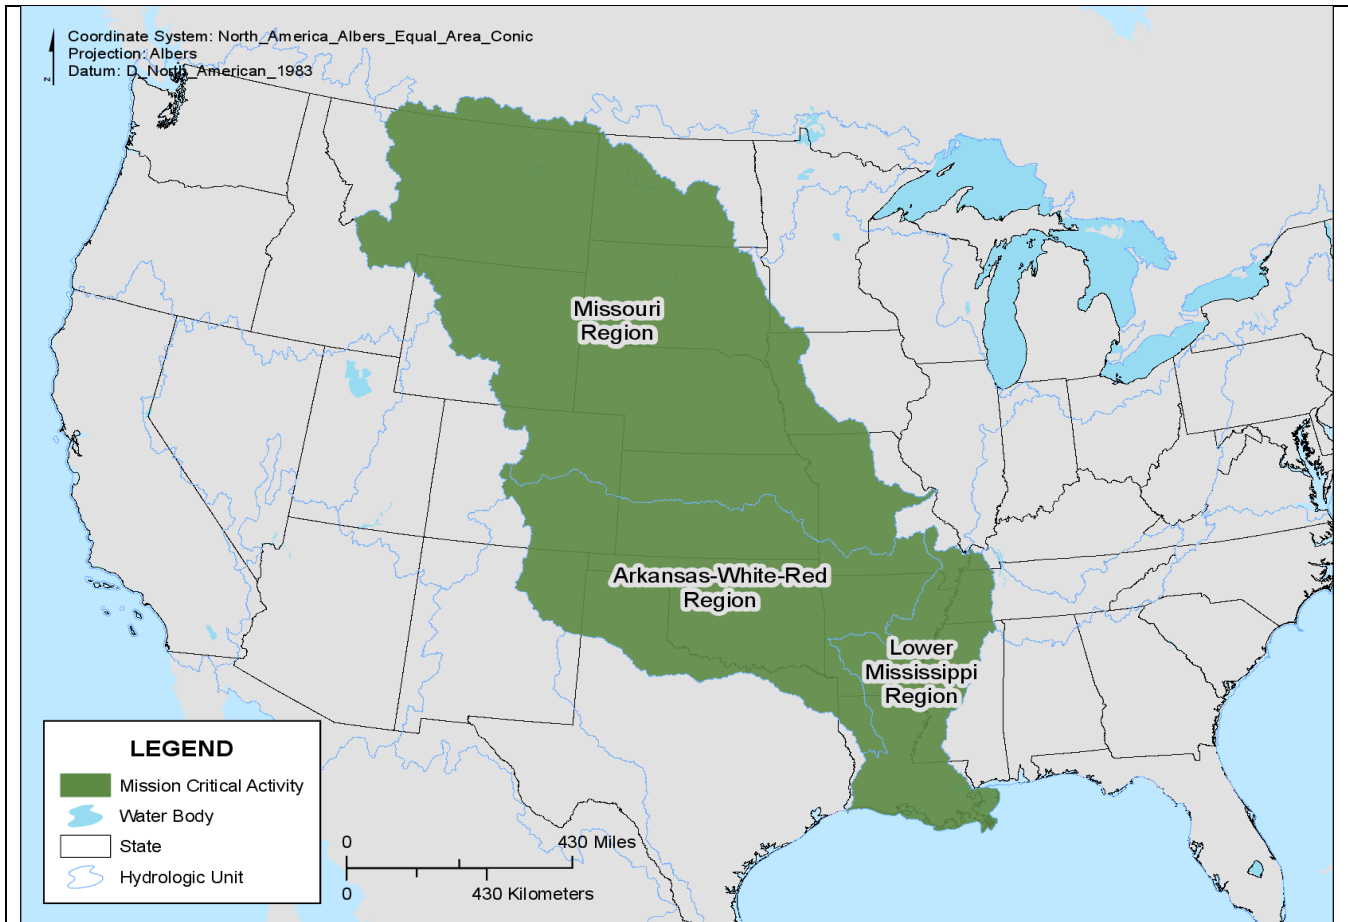 Coordinate System: North_America_Albers_Equal_Area_Conic
Projection: Albers
Datum: D_North_American_1983
z
Missouri
Region
Arkansas-White-Red
Region
Lower
Mississippi
Region
LEGEND
Mission Critical Activity
Water Body
State
Hydrologic Unit
0 430 Miles
0 430 Kilometers